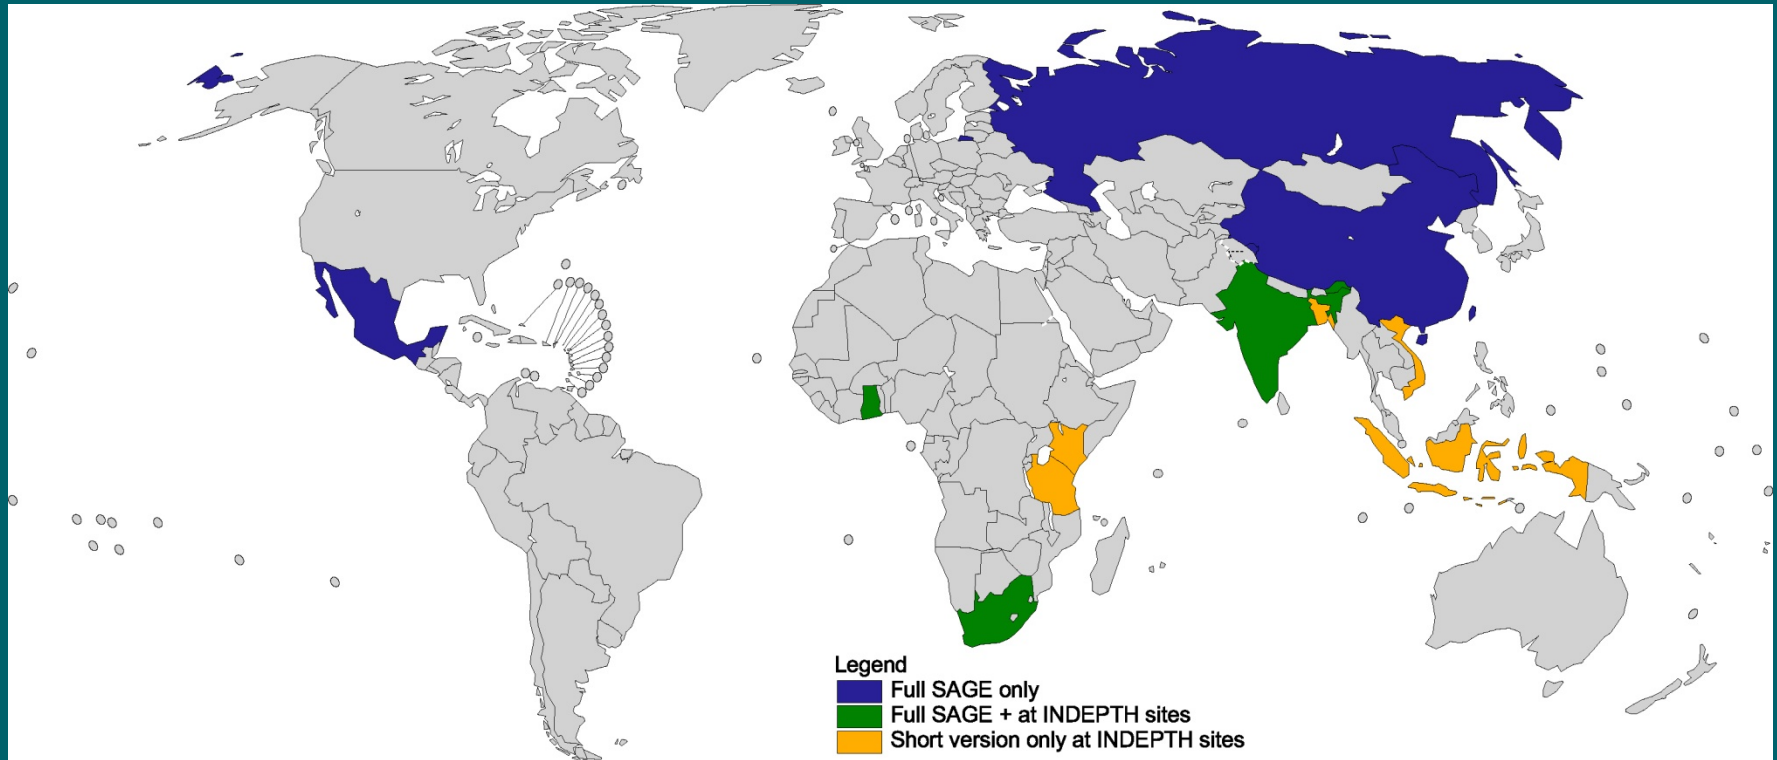 Legend
Full SAGE only
Full SAGE + at INDEPTH sites
Short version only at INDEPTH sites